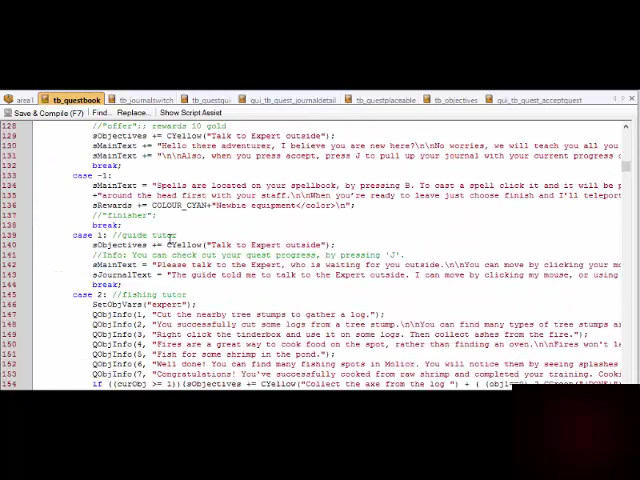 area1 tb_questbook tb_journalswitch tb_questgui gui_tb_quest_journaldetail tb_questplaceable tb_objectives gui_tb_quest_acceptquest
Save & Compile (F7) Find... Replace... Show Script Assist
128 //"offer";; rewards 10 gold
129 sObjectives += CYellow("Talk to Expert outside");
130 sMainText += "Hello there adventurer, I believe you are new here?\n\nNo worries, we will teach you all you
131 sMainText += "\n\nAlso, when you press accept, press J to pull up your journal with your current progress o
132 break;
133 case -1:
134 sMainText = "Spells are located on your spellbook, by pressing B. To cast a spell click it and it will be p
135 +"around the head first with your staff.\n\nWhen you're ready to leave just choose finish and I'll teleport
136 sRewards += COLOUR_CYAN+"Newbie equipment</color>\n";
137 //"finisher";
138 break;
139 case 1: //guide tutor
140 sObjectives += CYellow("Talk to Expert outside");
141 //Info: You can check out your quest progress, by pressing 'J'.
142 sMainText = "Please talk to the Expert, who is waiting for you outside. \n\nYou can move by clicking your mo
143 sJournalText = "The guide told me to talk to the Expert outside. I can move by clicking my mouse, or using
144 break;
145 case 2: //fishing tutor
146 SetObjVars("expert");
147 QObjInfo(1, "Cut the nearby tree stumps to gather a log.");
148 QObjInfo(2, "You successfully cut some logs from a tree stump.\n\nYou can find many types of tree stumps a
149 QObjInfo(3, "Right click the tinderbox and use it on some logs. Then collect ashes from the fire.");
150 QObjInfo(4, "Fires are a great way to cook food on the spot, rather than finding an oven.\n\nFires won't la
151 QObjInfo(5, "Fish for some shrimp in the pond.");
152 QObjInfo(6, "Well done! You can find many fishing spots in Molior. You will notice them by seeing splashes
153 QObjInfo(7, "Congratulations! You've successfully cooked from raw shrimp and completed your training. Cooki
154 if ((curObj >= 1))(sObjectives += CYellow("Collect the axe from the log ") +